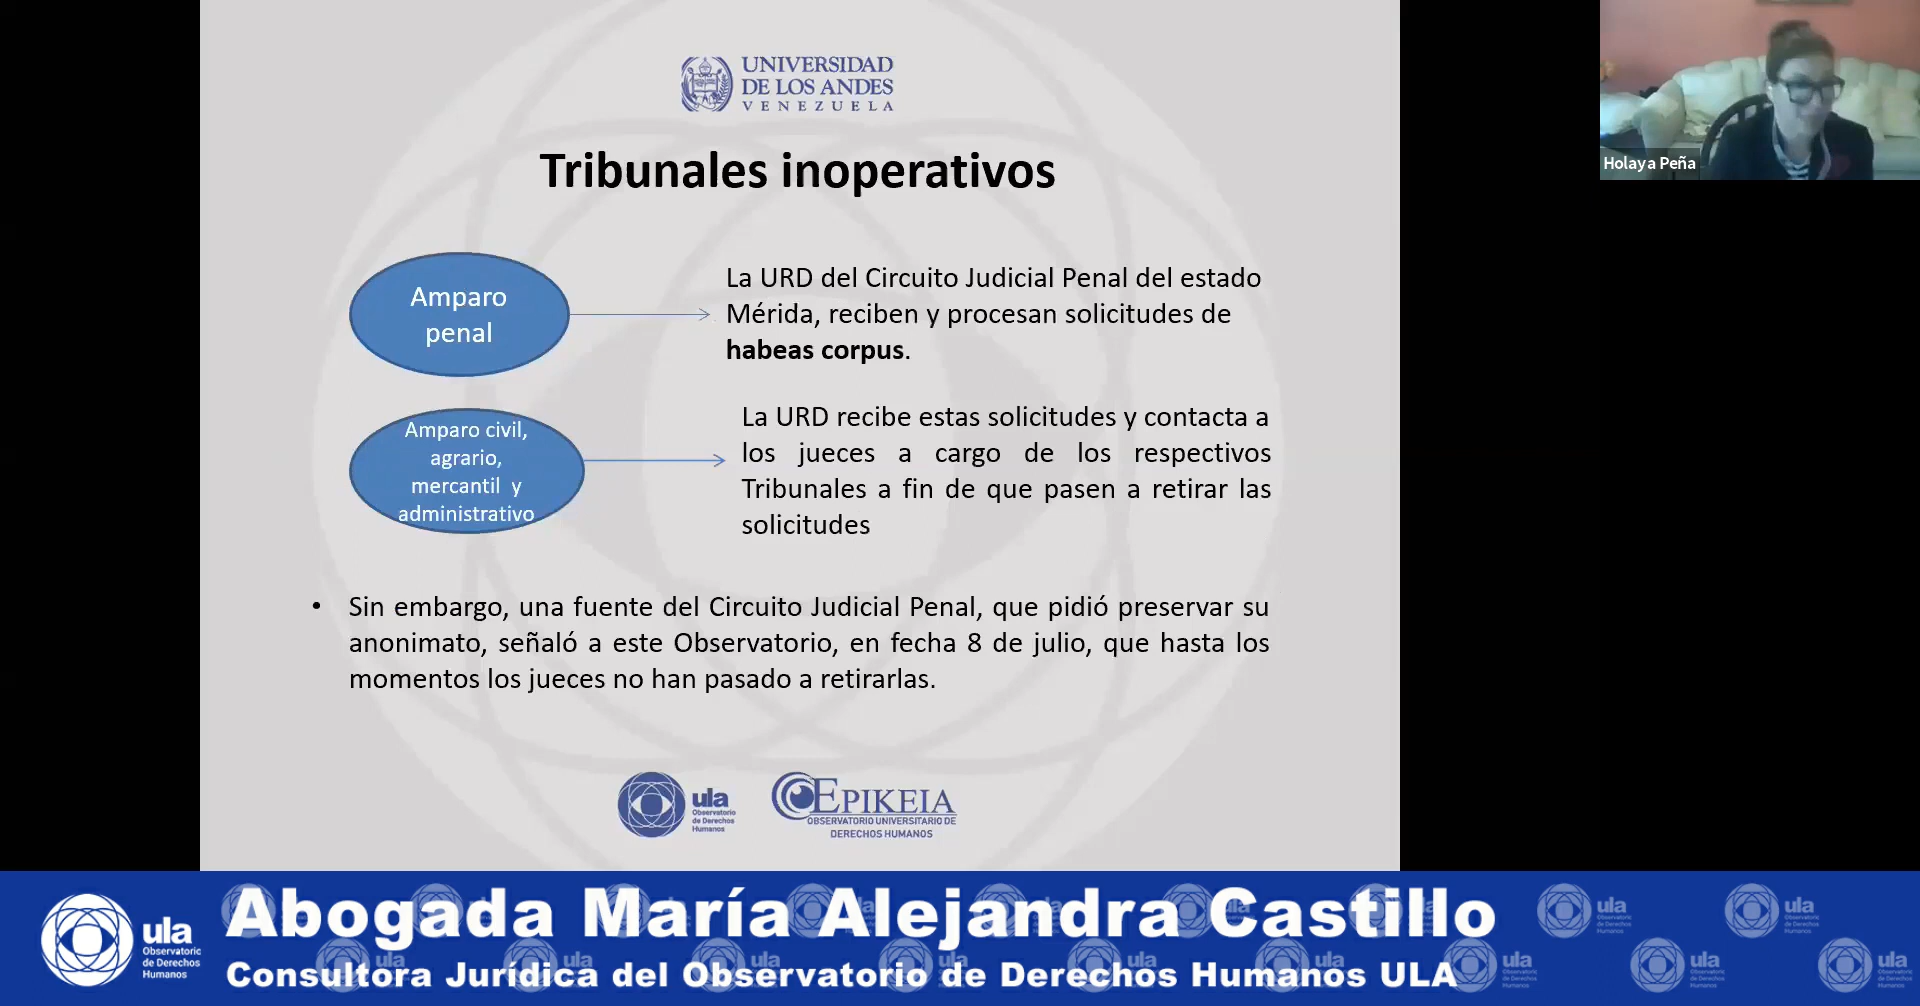 UNIVERSIDAD
DE LOS ANDES
VENEZUELA
Tribunales inoperativos
Amparo
penal
La URD del Circuito Judicial Penal del estado
Mérida, reciben y procesan solicitudes de
habeas corpus.
Amparo civil,
agrario,
mercantil y
administrativo
La URD recibe estas solicitudes y contacta a
los jueces a cargo de los respectivos
Tribunales a fin de que pasen a retirar las
solicitudes
• Sin embargo, una fuente del Circuito Judicial Penal, que pidió preservar su
anonimato, señaló a este Observatorio, en fecha 8 de julio, que hasta los
momentos los jueces no han pasado a retirarlas.
ula
Observatorio
de Derechos
Humanos
EPIKEIA
OBSERVATORIO UNIVERSITARIO DE
DERECHOS HUMANOS
Holaya Peña
ula
Observatorio
de Derechos
Humanos
Abogada María Alejandra Castillo
Consultora Jurídica del Observatorio de Derechos Humanos ULA